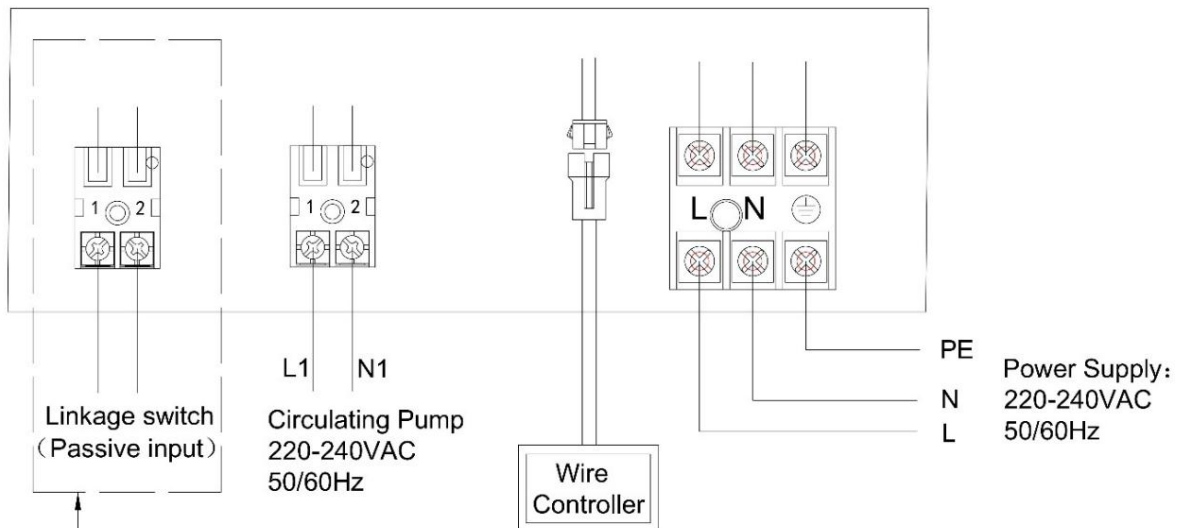 1 2
1 2
L N
L1 N1
PE
Linkage switch
（Passive input）
Circulating Pump
220-240VAC
50/60Hz
Wire
Controller
Power Supply：
N 220-240VAC
L 50/60Hz